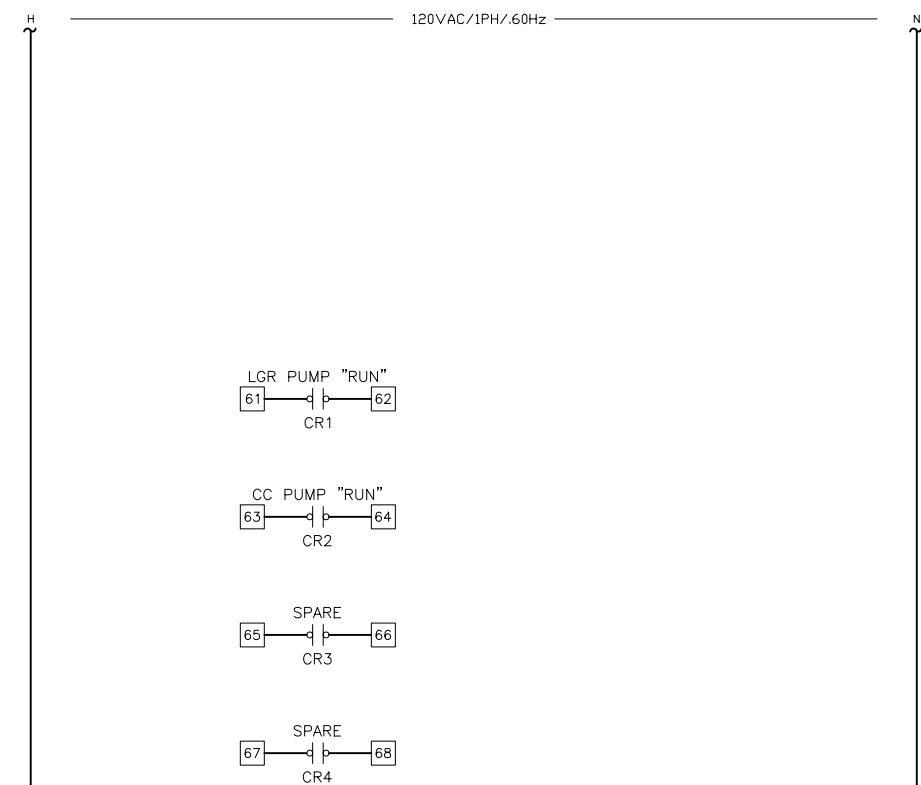 H 120VAC/1PH/.60Hz N
LGR PUMP "RUN"
61 62
CR1
CC PUMP "RUN"
63 64
CR2
SPARE
65 66
CR3
SPARE
67 68
CR4